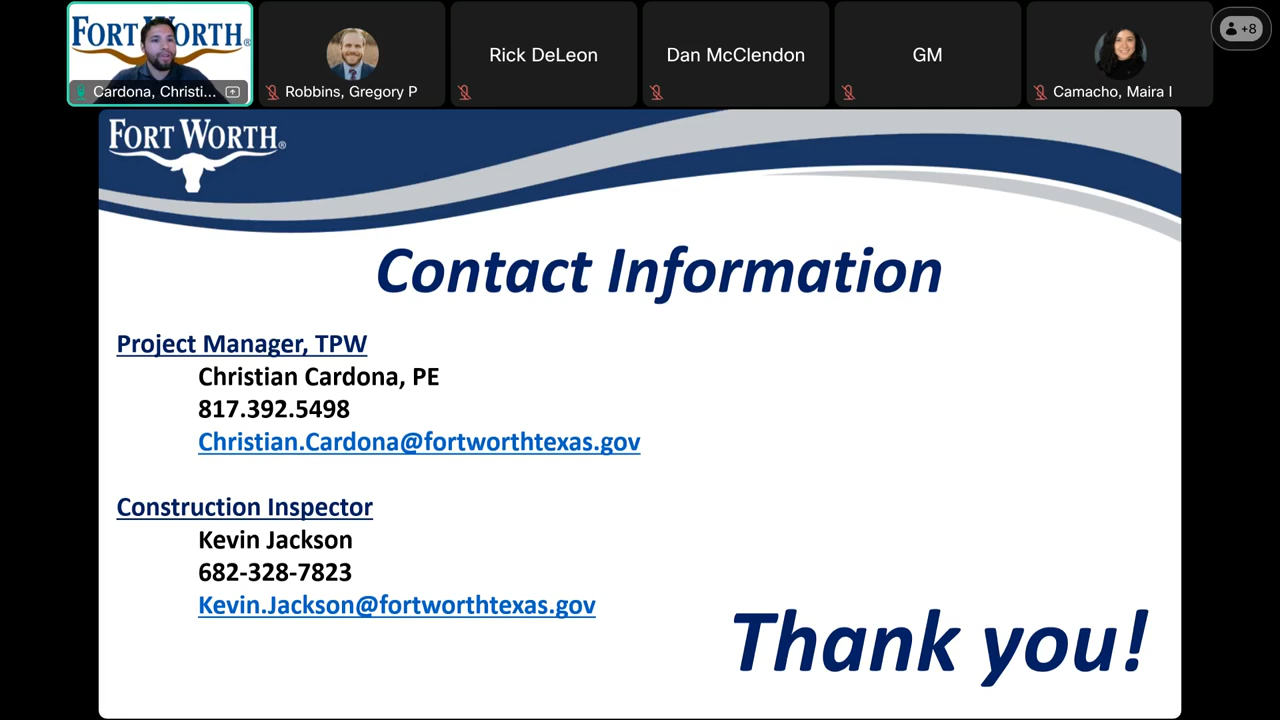 FORT WORTH®
Cardona, Christi...
Robbins, Gregory P
Rick DeLeon
Dan McClendon
GM
Camacho, Maira I
+8
FORT WORTH®
Contact Information
Project Manager, TPW
Christian Cardona, PE
817.392.5498
Christian.Cardona@fortworthtexas.gov
Construction Inspector
Kevin Jackson
682-328-7823
Kevin.Jackson@fortworthtexas.gov
Thank you!